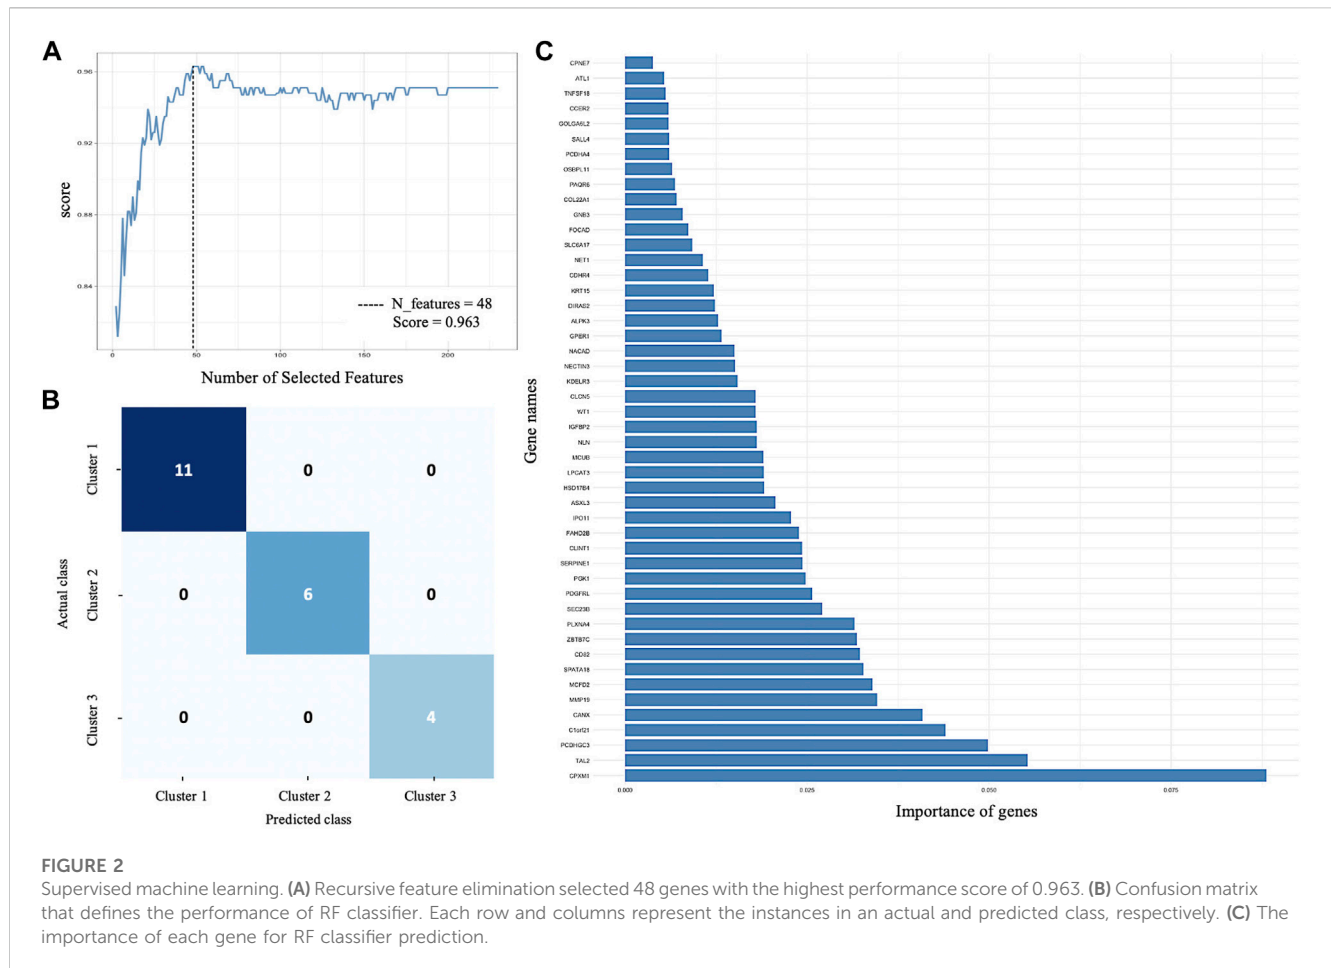 A
0.96
0.92
0.88
0.84
score
0
50
100
150
200
N_features = 48
Score = 0.963
Number of Selected Features
B
Cluster 1
Cluster 2
Cluster 3
Actual class
11
0
0
0
6
0
0
0
4
Cluster 1
Cluster 2
Cluster 3
Predicted class
C
Gene names
CPNE7
ATL1
TNFSF18
CCER2
GOLGA6L2
SALL4
PCDHA4
OSBPL11
PAQR6
COL22A1
GNB3
FOCAD
SLC6A17
NET1
CDHR4
KRT15
DIRAS2
ALPK3
GPER1
NACAD
NECTIN3
KDELR3
CLCN5
WT1
IGFBP2
NLN
MCUB
LPCAT3
HSD17B4
ASXL3
IPO11
FAHD2B
CLINT1
SERPINE1
PGK1
PDGFRL
SEC23B
PLXNA4
ZBTB7C
CD82
SPATA18
MCFD2
MMP19
CANX
C1orf21
PCDHGC3
TAL2
CPXM1
0.000
0.025
0.050
0.075
Importance of genes
FIGURE 2
Supervised machine learning. (A) Recursive feature elimination selected 48 genes with the highest performance score of 0.963. (B) Confusion matrix
that defines the performance of RF classifier. Each row and columns represent the instances in an actual and predicted class, respectively. (C) The
importance of each gene for RF classifier prediction.